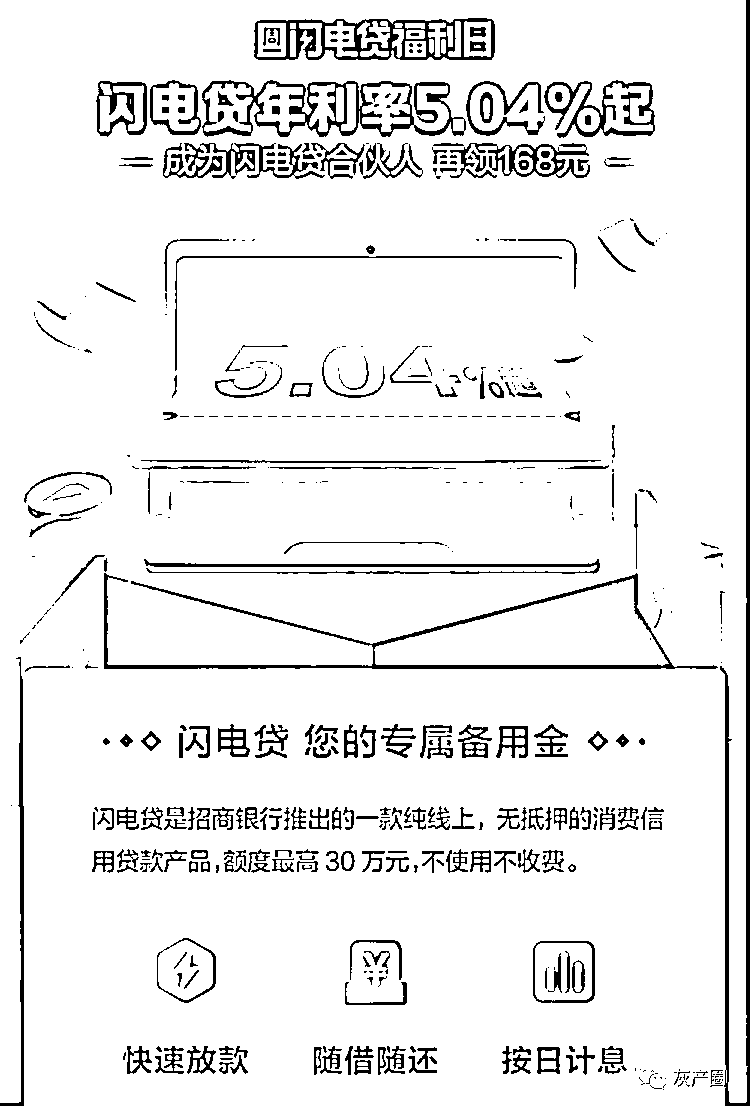 周闪电贷福利日
闪电贷年利率5.04%起
成为闪电贷合伙人 再领168元
5.04%起
闪电贷 您的专属备用金
闪电贷是招商银行推出的一款纯线上，无抵押的消费信
用贷款产品，额度最高 30 万元，不使用不收费。
快速放款 随借随还 按日计息
灰产圈